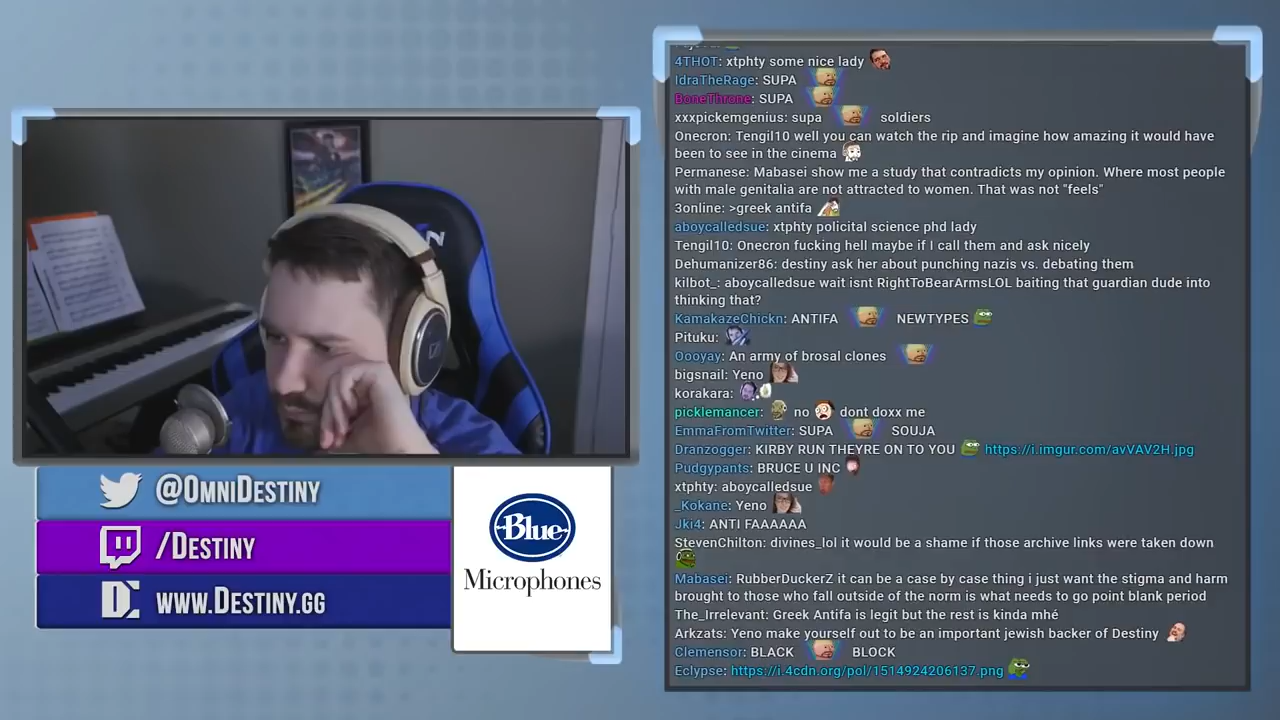 4THOT: xtphty some nice lady
IdraTheRage: SUPA
BoneThrone: SUPA
xxxpickemgenius: supa soldiers
Onecron: Tengil10 well you can watch the rip and imagine how amazing it would have
been to see in the cinema
Permanese: Mabasei show me a study that contradicts my opinion. Where most people
with male genitalia are not attracted to women. That was not "feels"
3online: >greek antifa
aboycalledsue: xtphty policital science phd lady
Tengil10: Onecron fucking hell maybe if I call them and ask nicely
Dehumanizer86: destiny ask her about punching nazis vs. debating them
kilbot_: aboycalledsue wait isnt RightToBearArmsLOL baiting that guardian dude into
thinking that?
KamakazeChickn: ANTIFA NEWTYPES
Pituku:
Oooyay: An army of brosal clones
bigsnail: Yeno
korakara:
picklemancer: no dont doxx me
EmmaFromTwitter: SUPA SOUJA
Dranzogger: KIRBY RUN THEYRE ON TO YOU https://i.imgur.com/avVAV2H.jpg
Pudgypants: BRUCE U INC
xtphty: aboycalledsue
_Kokane: Yeno
Jki4: ANTI FAAAAAA
StevenChilton: divines_lol it would be a shame if those archive links were taken down
Mabasei: RubberDuckerZ it can be a case by case thing i just want the stigma and harm
brought to those who fall outside of the norm is what needs to go point blank period
The_Irrelevant: Greek Antifa is legit but the rest is kinda mhé
Arkzats: Yeno make yourself out to be an important jewish backer of Destiny
Clemensor: BLACK BLOCK
Eclypse: https://i.4cdn.org/pol/1514924206137.png
@OmniDestiny
/Destiny
www.Destiny.gg
Blue
Microphones